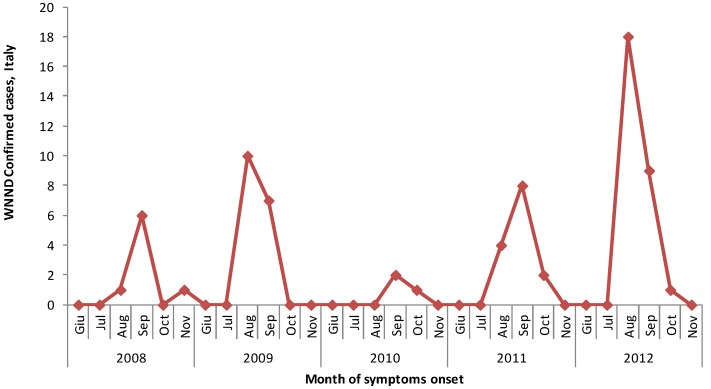 WNND Confirmed cases, Italy
20
18
16
14
12
10
8
6
4
2
0
Giu Jul Aug Sep Oct Nov Giu Jul Aug Sep Oct Nov Giu Jul Aug Sep Oct Nov Giu Jul Aug Sep Oct Nov Giu Jul Aug Sep Oct Nov
2008 2009 2010 2011 2012
Month of symptoms onset